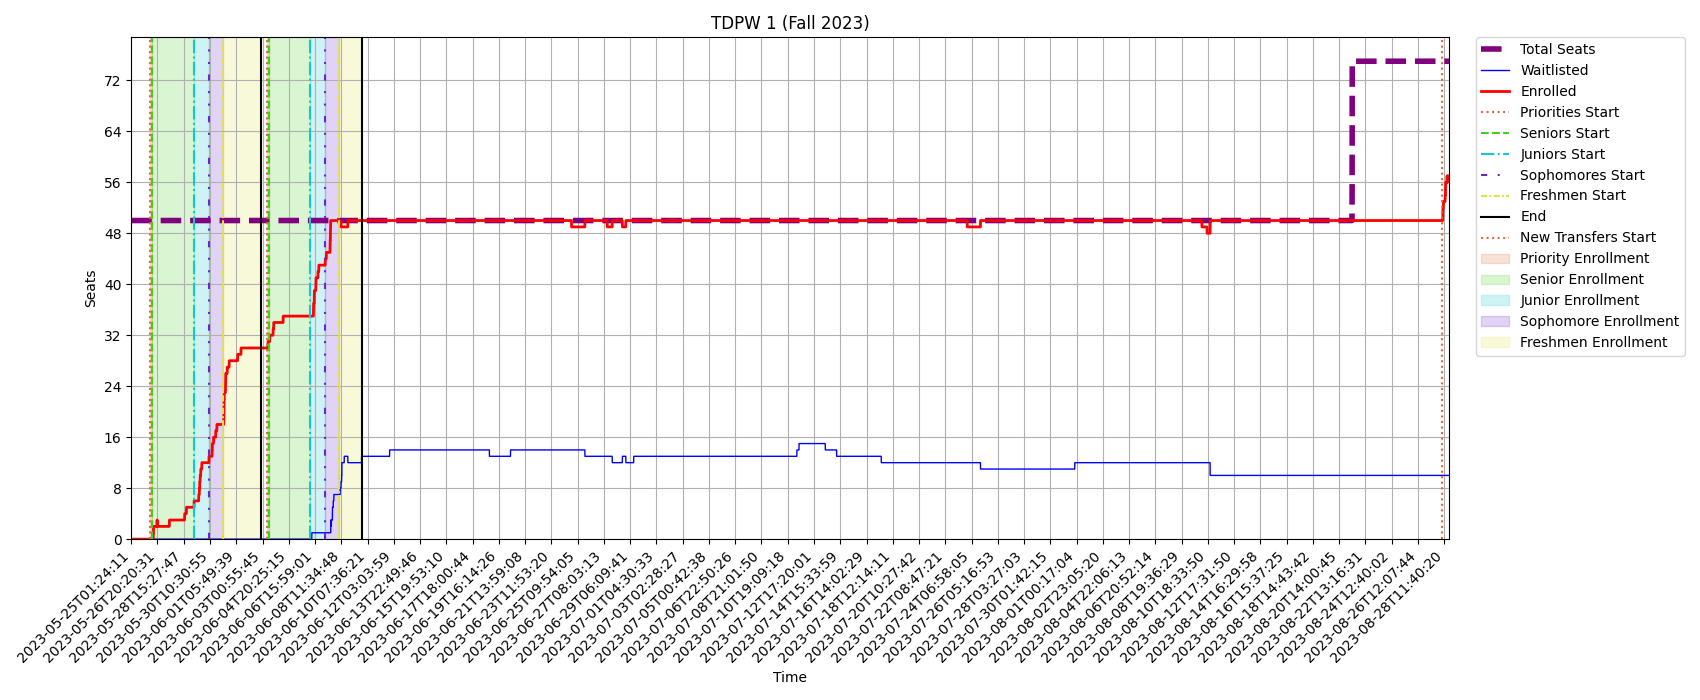 TDPW 1 (Fall 2023)
Seats
72
64
56
48
40
32
24
16
8
0
2023-05-25T01:24:11
2023-05-26T20:20:31
2023-05-28T15:27:47
2023-05-30T10:30:55
2023-06-01T05:49:39
2023-06-03T00:55:45
2023-06-04T20:25:15
2023-06-06T15:59:01
2023-06-08T11:34:48
2023-06-10T07:36:21
2023-06-12T03:03:59
2023-06-13T22:49:46
2023-06-15T18:53:10
2023-06-17T18:00:44
2023-06-19T16:14:26
2023-06-21T13:59:08
2023-06-23T11:53:20
2023-06-25T09:54:05
2023-06-27T08:03:13
2023-06-29T06:09:41
2023-07-01T04:30:33
2023-07-03T02:28:27
2023-07-05T00:42:38
2023-07-06T22:50:26
2023-07-08T21:01:50
2023-07-10T19:09:18
2023-07-12T17:20:01
2023-07-14T15:33:59
2023-07-16T14:02:29
2023-07-18T12:14:11
2023-07-20T10:27:42
2023-07-22T08:47:21
2023-07-24T06:58:05
2023-07-26T05:16:53
2023-07-28T03:27:03
2023-07-30T01:42:15
2023-08-01T00:17:04
2023-08-02T23:05:20
2023-08-04T22:06:13
2023-08-06T20:52:14
2023-08-08T19:36:29
2023-08-10T18:33:50
2023-08-12T17:31:50
2023-08-14T16:29:58
2023-08-16T15:37:25
2023-08-18T14:43:42
2023-08-20T14:00:45
2023-08-22T13:16:31
2023-08-24T12:40:02
2023-08-26T12:07:44
2023-08-28T11:40:20
Time
Total Seats
Waitlisted
Enrolled
Priorities Start
Seniors Start
Juniors Start
Sophomores Start
Freshmen Start
End
New Transfers Start
Priority Enrollment
Senior Enrollment
Junior Enrollment
Sophomore Enrollment
Freshmen Enrollment